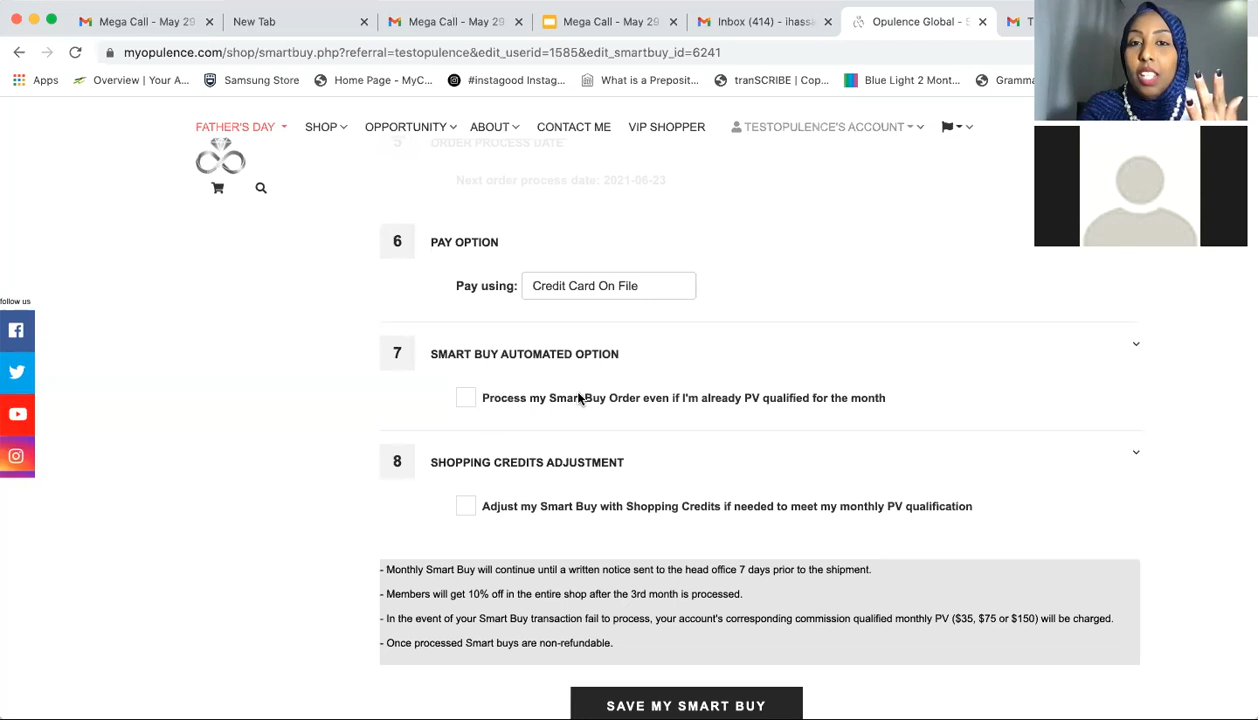 Mega Call - May 29
New Tab
Mega Call - May 29
Mega Call - May 29
Inbox (414) - ihass
Opulence Global - S
T
myopulence.com/shop/smartbuy.php?referral=testopulence&edit_userid=1585&edit_smartbuy_id=6241
Apps
Overview | Your A...
Samsung Store
Home Page - MyC...
#instagood Instag...
What is a Preposit...
tranSCRIBE | Cop...
Blue Light 2 Mont...
Gramma
FATHER'S DAY
SHOP
OPPORTUNITY
ABOUT
CONTACT ME
VIP SHOPPER
TESTOPULENCE'S ACCOUNT
5 ORDER PROCESS DATE
Next order process date: 2021-06-23
6 PAY OPTION
Pay using: Credit Card On File
follow us
7 SMART BUY AUTOMATED OPTION
Process my Smart Buy Order even if I'm already PV qualified for the month
8 SHOPPING CREDITS ADJUSTMENT
Adjust my Smart Buy with Shopping Credits if needed to meet my monthly PV qualification
- Monthly Smart Buy will continue until a written notice sent to the head office 7 days prior to the shipment.
- Members will get 10% off in the entire shop after the 3rd month is processed.
- In the event of your Smart Buy transaction fail to process, your account's corresponding commission qualified monthly PV ($35, $75 or $150) will be charged.
- Once processed Smart buys are non-refundable.
SAVE MY SMART BUY